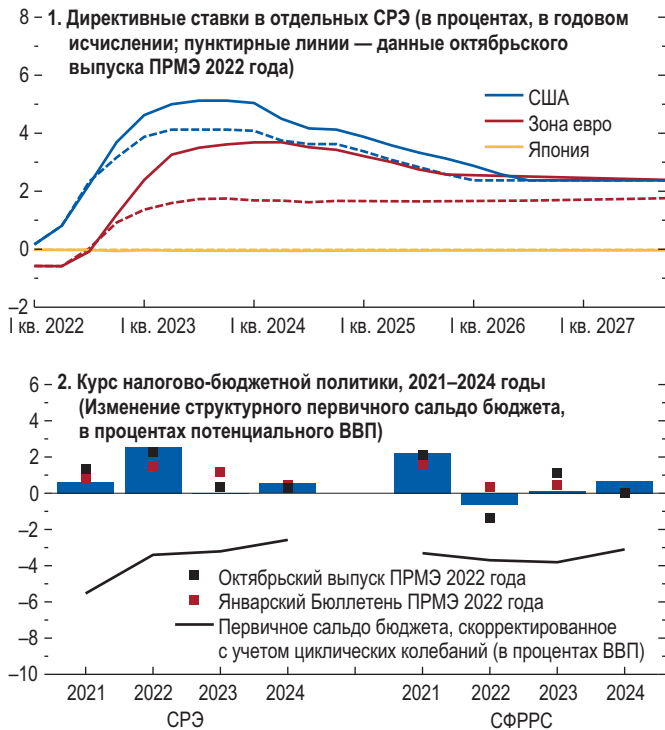 1. Директивные ставки в отдельных СРЭ (в процентах, в годовом
исчислении; пунктирные линии — данные октябрьского
выпуска ПРМЭ 2022 года)
8
6
4
2
0
–2
США
Зона евро
Япония
I кв. 2022
I кв. 2023
I кв. 2024
I кв. 2025
I кв. 2026
I кв. 2027
2. Курс налогово-бюджетной политики, 2021–2024 годы
(Изменение структурного первичного сальдо бюджета,
в процентах потенциального ВВП)
6
4
2
0
–2
–4
–6
–8
–10
Октябрьский выпуск ПРМЭ 2022 года
Январский Бюллетень ПРМЭ 2022 года
Первичное сальдо бюджета, скорректированное
с учетом циклических колебаний (в процентах ВВП)
2021
2022
2023
2024
2021
2022
2023
2024
СРЭ
СФРРС